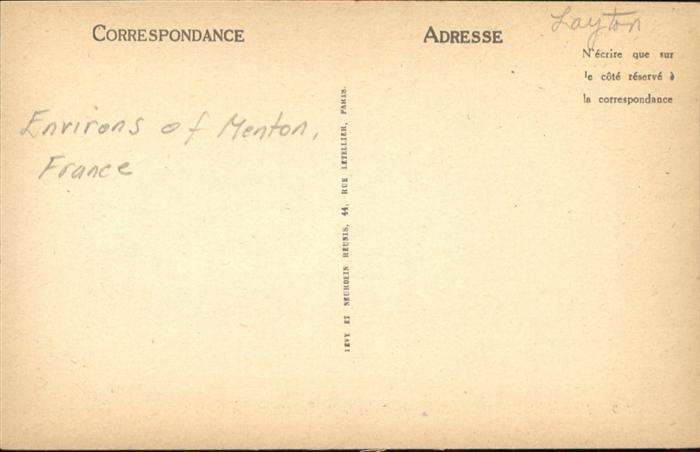 CORRESPONDANCE
ADRESSE
Layton
N'écrire que sur
le côté réservé à
la correspondance
Environs of Menton,
France
LEVY ET NEURDEIN REUNIS, 44, RUE LETELLIER, PARIS.